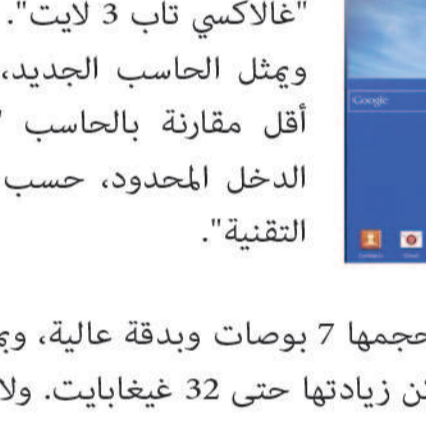 "غالاكسي تاب 3 لايت".
ويمثل الحاسب الجديد،
أقل مقارنة بالحاسب "
الدخل المحدود، حسب
التقنية".
Google
حجمها 7 بوصات وبدقة عالية،
زيادتها حتى 32 غيغابايت. ولا